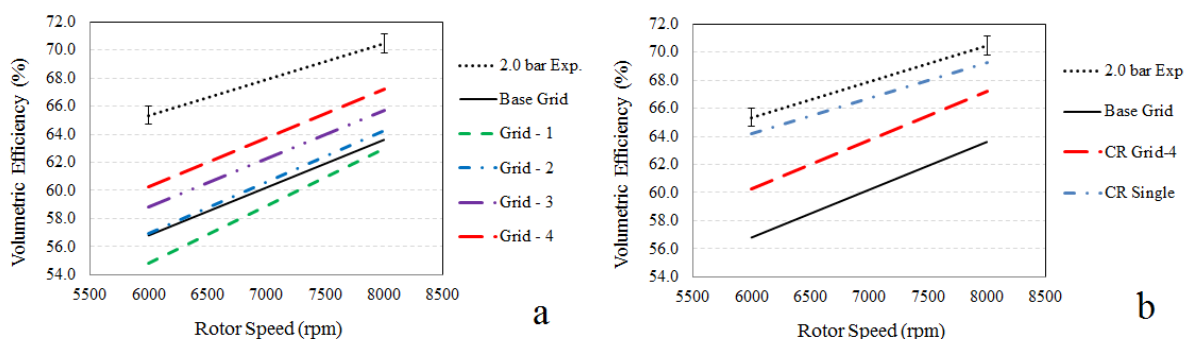 72.0
70.0
68.0
66.0
64.0
62.0
60.0
58.0
56.0
54.0
Volumetric Efficiency (%)
5500 6000 6500 7000 7500 8000 8500
Rotor Speed (rpm)
2.0 bar Exp.
Base Grid
Grid - 1
Grid - 2
Grid - 3
Grid - 4
a
72.0
70.0
68.0
66.0
64.0
62.0
60.0
58.0
56.0
54.0
Volumetric Efficiency (%)
5500 6000 6500 7000 7500 8000 8500
Rotor Speed (rpm)
2.0 bar Exp
Base Grid
CR Grid-4
CR Single
b